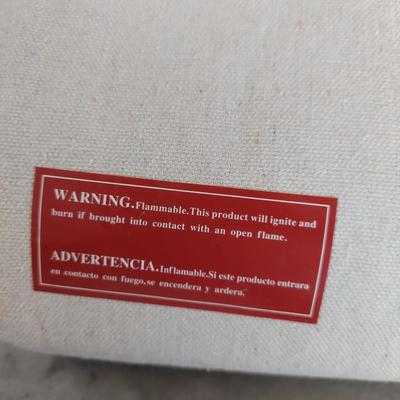 WARNING.Flammable.This product will ignite and
burn if brought into contact with an open flame.
ADVERTENCIA.Inflamable.Si este producto entrara
en contacto con fuego,se encendera y ardera.